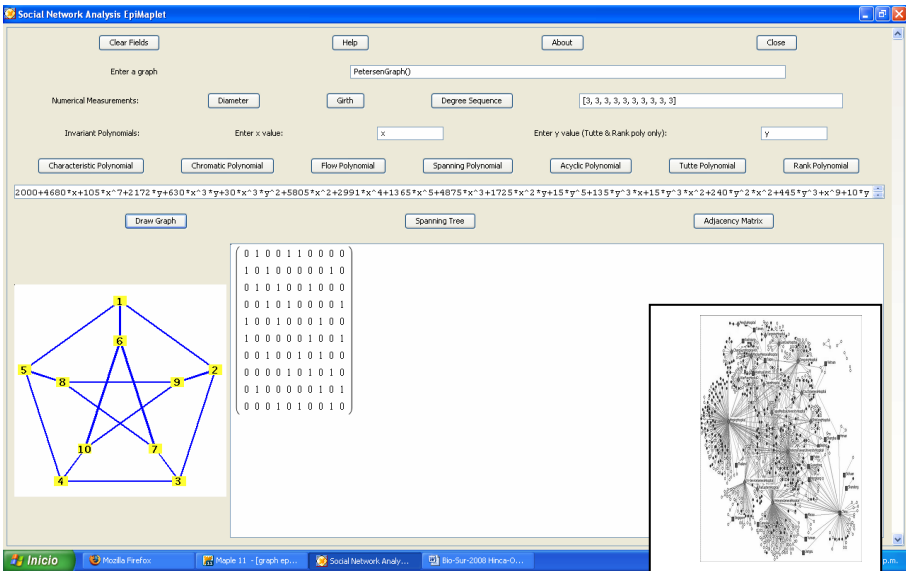 Social Network Analysis EpiMaplet
Clear Fields Help About Close
Enter a graph PetersenGraph()
Numerical Measurements: Diameter Girth Degree Sequence [3, 3, 3, 3, 3, 3, 3, 3, 3, 3]
Invariant Polynomials: Enter x value: x Enter y value (Tutte & Rank poly only): y
Characteristic Polynomial Chromatic Polynomial Flow Polynomial Spanning Polynomial Acyclic Polynomial Tutte Polynomial Rank Polynomial
2000+4680*x+105*x^7+2172*y+630*x^3*y+30*x^3*y^2+5805*x^2+2991*x^4+1365*x^5+4875*x^3+1725*x^2*y+15*y^5+135*y^3*x+15*y^3*x^2+240*y^2*x^2+445*y^3+x^9+10*y
Draw Graph Spanning Tree Adjacency Matrix
0 1 0 0 1 1 0 0 0 0
1 0 1 0 0 0 0 0 1 0
0 1 0 1 0 0 1 0 0 0
0 0 1 0 1 0 0 0 0 1
1 0 0 1 0 0 0 1 0 0
1 0 0 0 0 0 1 0 0 1
0 0 1 0 0 1 0 1 0 0
0 0 0 0 1 0 1 0 1 0
0 1 0 0 0 0 0 1 0 1
0 0 0 1 0 1 0 0 1 0
1
6
5
8
9
2
10
7
4
3
Inicio Mozilla Firefox Maple 11 - [graph ep... Social Network Analy... Bio-Sur-2008 Hinca-O... p.m.